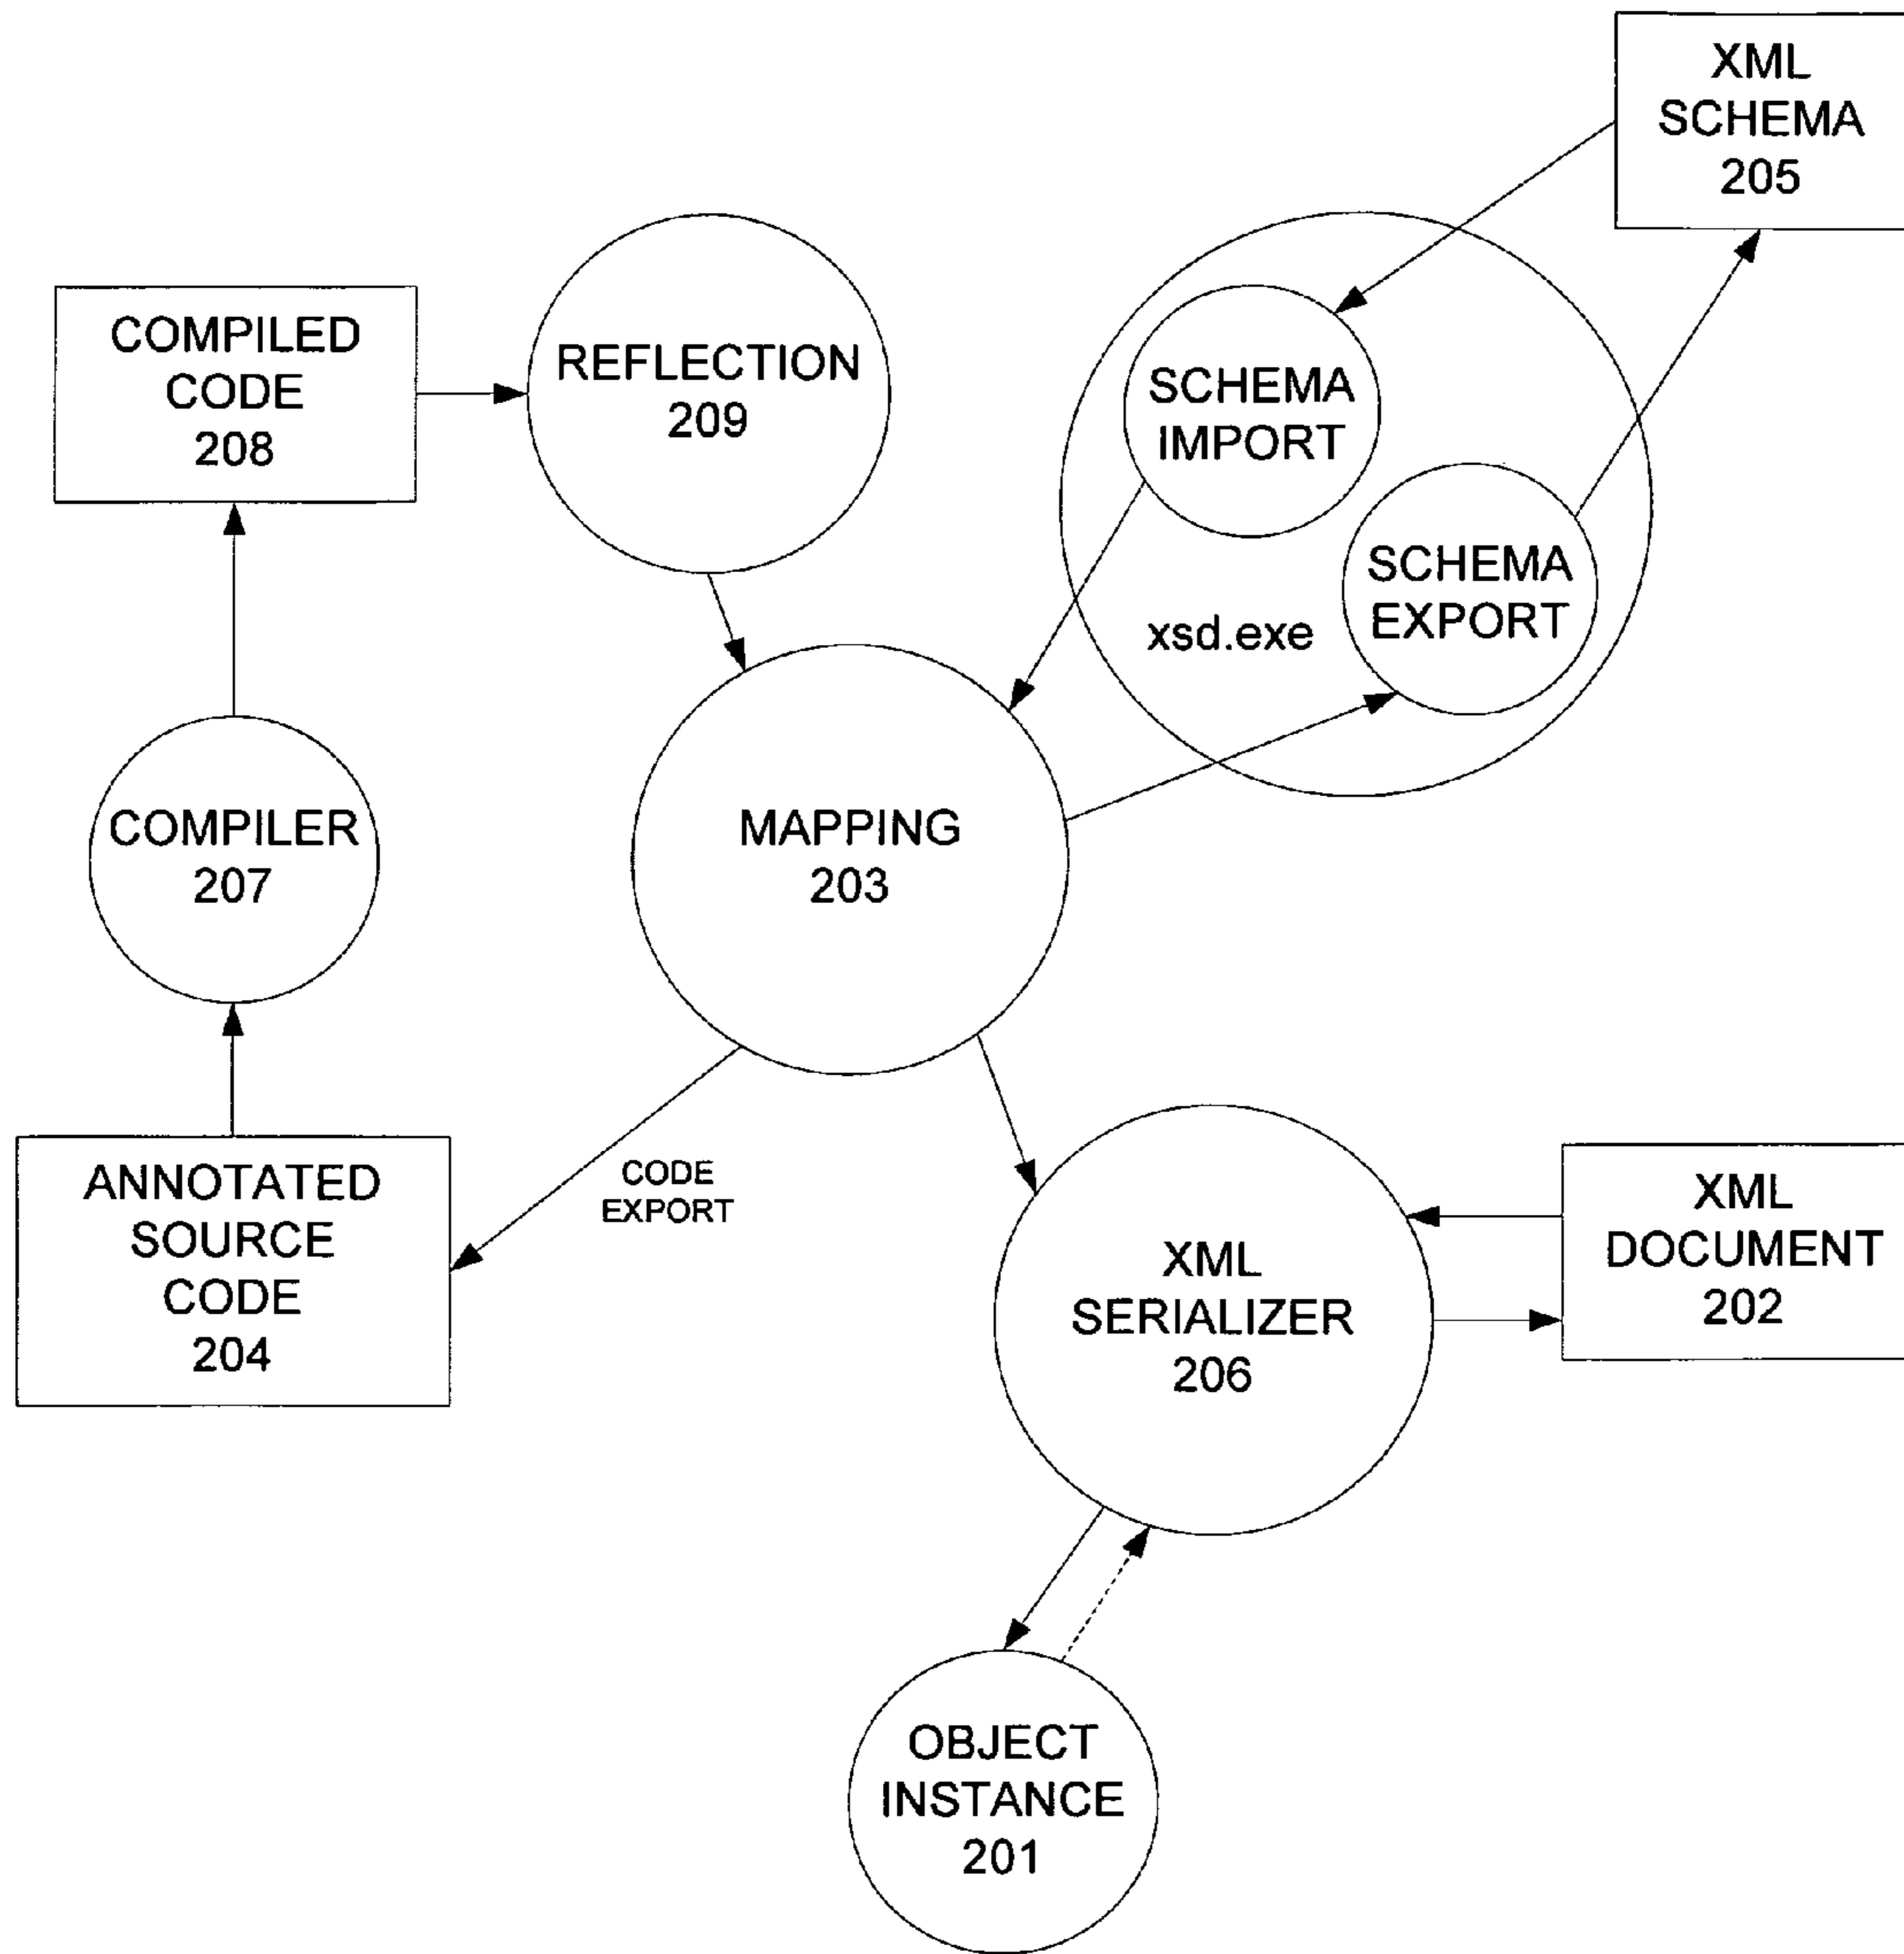 XML
SCHEMA
205
COMPILED
CODE
208
REFLECTION
209
SCHEMA
IMPORT
SCHEMA
EXPORT
xsd.exe
MAPPING
203
COMPILER
207
ANNOTATED
SOURCE
CODE
204
CODE
EXPORT
XML
SERIALIZER
206
XML
DOCUMENT
202
OBJECT
INSTANCE
201